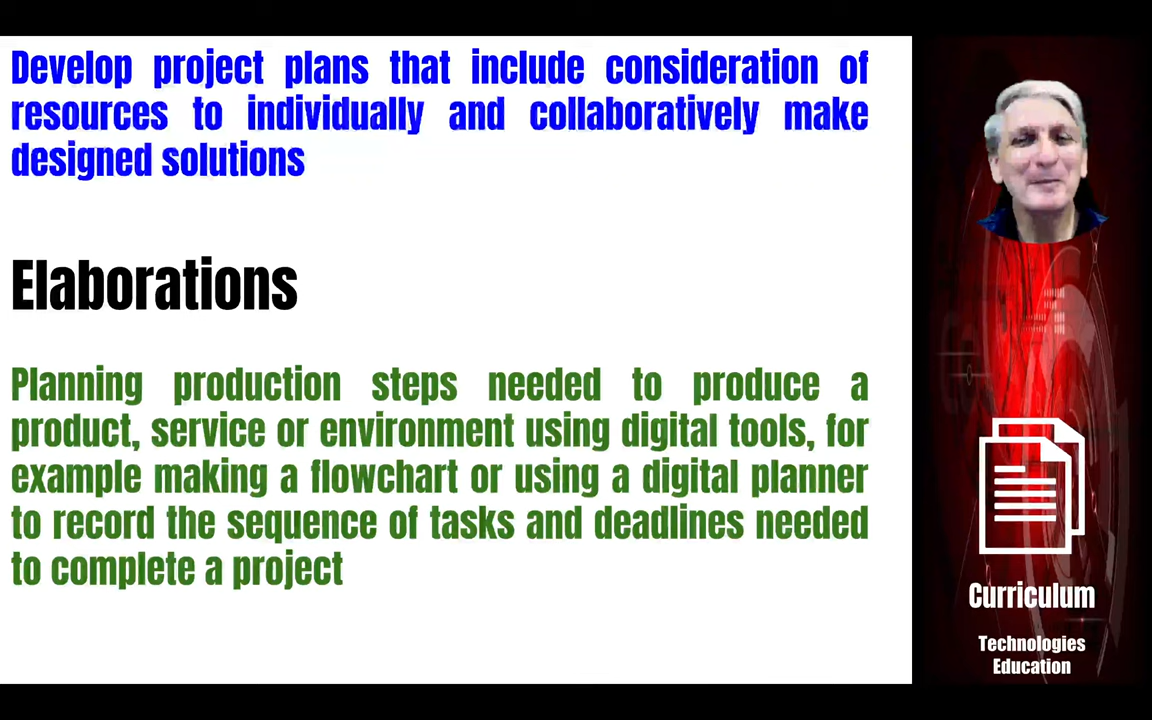 Develop project plans that include consideration of
resources to individually and collaboratively make
designed solutions
Elaborations
Planning production steps needed to produce a
product, service or environment using digital tools, for
example making a flowchart or using a digital planner
to record the sequence of tasks and deadlines needed
to complete a project
Curriculum
Technologies
Education